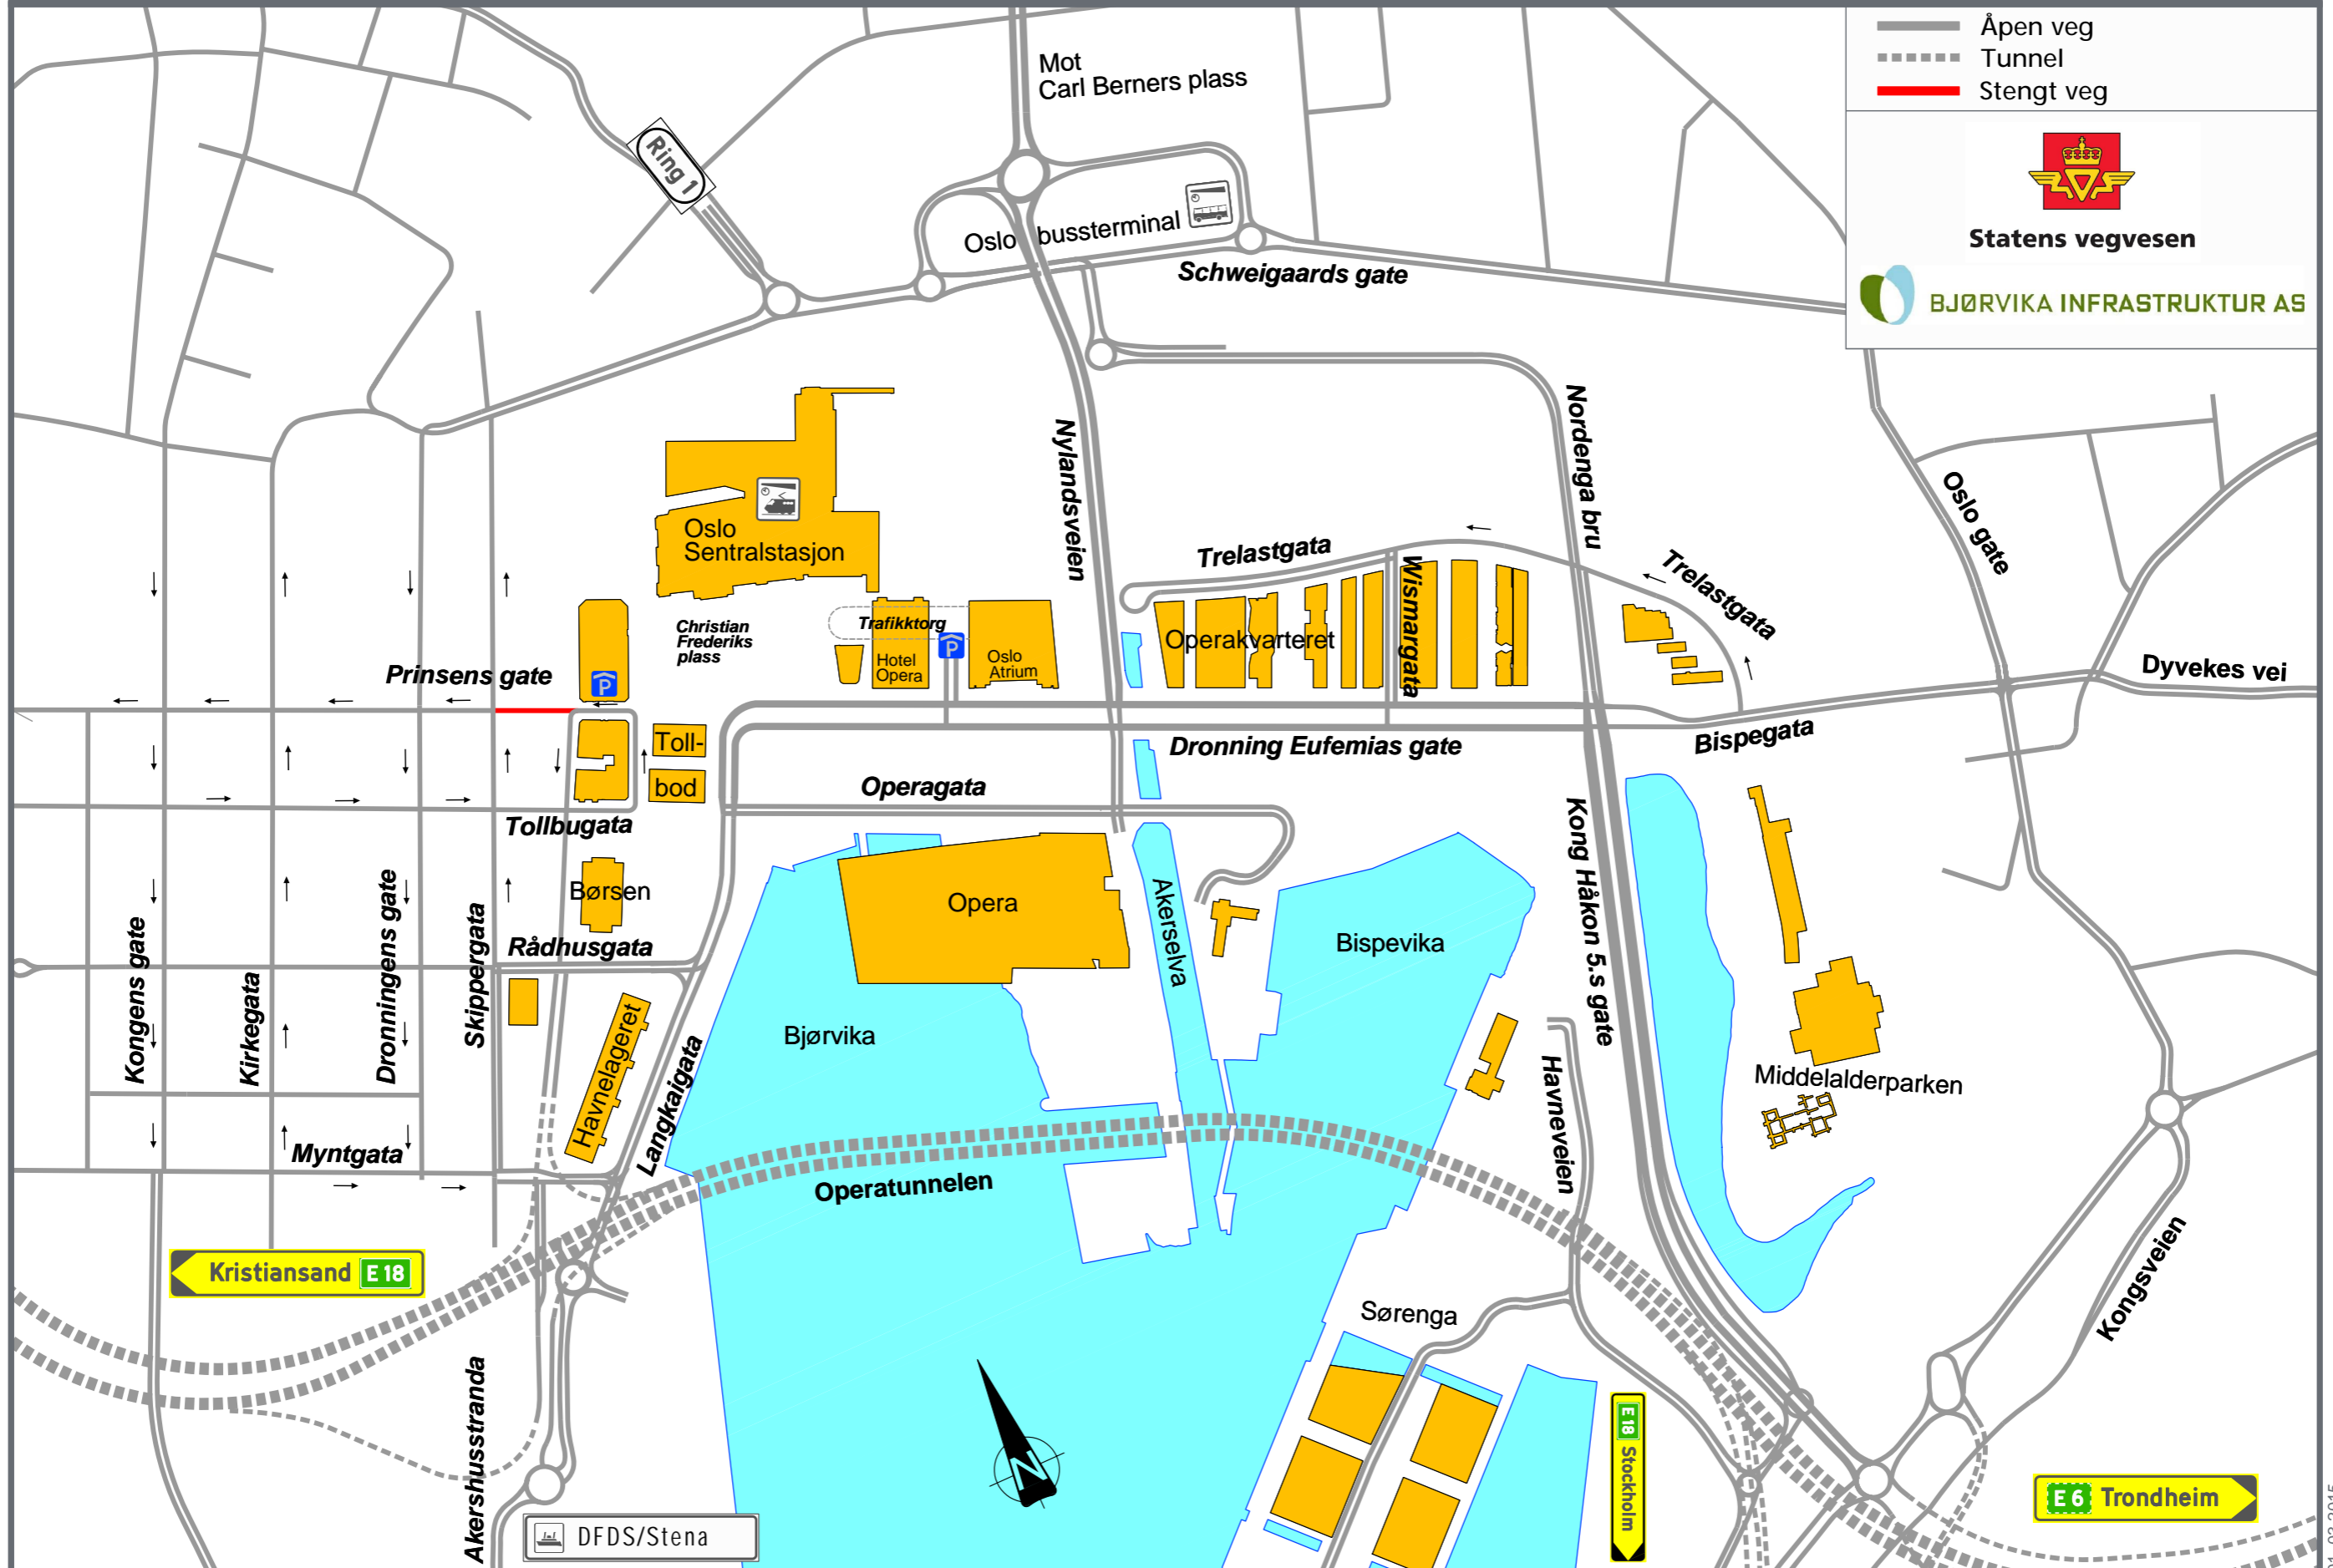 Åpen veg
Tunnel
Stengt veg
Statens vegvesen
BJØRVIKA INFRASTRUKTUR AS
Mot
Carl Berners plass
Ring 1
Oslo bussterminal
Schweigaards gate
Nylandsveien
Nordenga bru
Oslo gate
Oslo
Sentralstasjon
Trelastgata
Trelastgata
Wismargata
Christian
Frederiks
plass
Trafikktorg
P
Hotel
Opera
Oslo
Atrium
Operakvarteret
Prinsens gate
P
Dyvekes vei
Toll-
bod
Dronning Eufemias gate
Bispegata
Operagata
Tollbugata
Børsen
Rådhusgata
Opera
Akerselva
Bispevika
Kong Håkon 5.s gate
Kongens gate
Kirkegata
Dronningens gate
Skippergata
Havnelageret
Langkaigata
Bjørvika
Havneveien
Middelalderparken
Myntgata
Operatunnelen
Kristiansand E 18
Kongsveien
Sørenga
Akershusstranda
N
E 18 Stockholm
E 6 Trondheim
DFDS/Stena